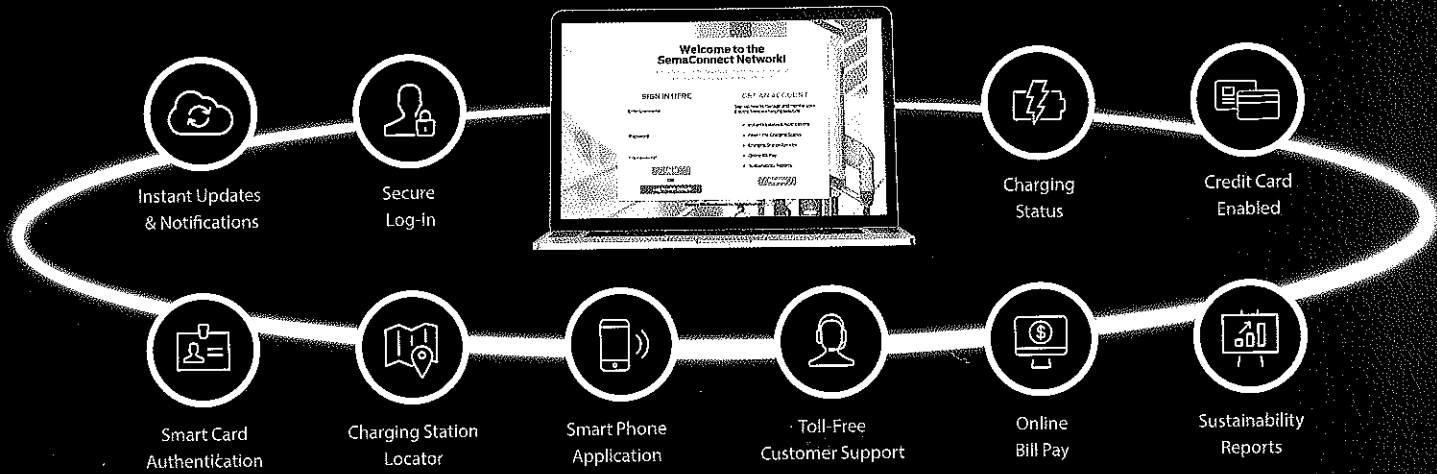 Welcome to the
SemaConnect Network!
SIGN IN HERE
GET AN ACCOUNT
Password
Instant Updates
& Notifications
Secure
Log-in
Charging
Status
Credit Card
Enabled
Smart Card
Authentication
Charging Station
Locator
Smart Phone
Application
Toll-Free
Customer Support
Online
Bill Pay
Sustainability
Reports